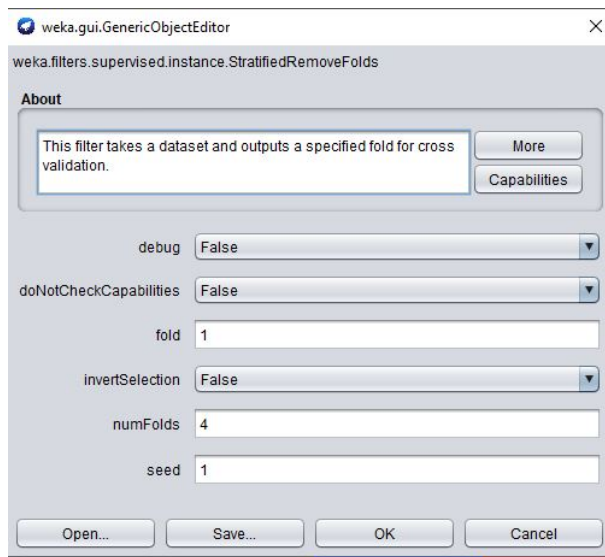 weka.gui.GenericObjectEditor
weka.filters.supervised.instance.StratifiedRemoveFolds
About
This filter takes a dataset and outputs a specified fold for cross
validation.
More
Capabilities
debug False
doNotCheckCapabilities False
fold 1
invertSelection False
numFolds 4
seed 1
Open... Save... OK Cancel